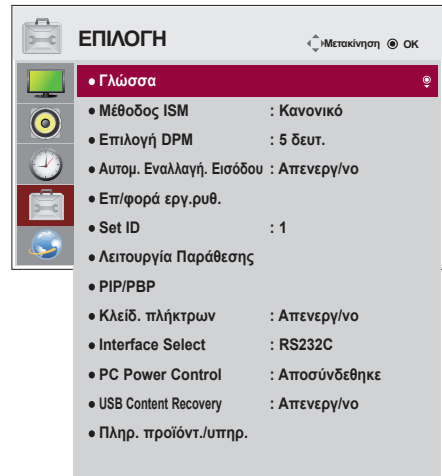 ΕΠΙΛΟΓΗ Μετακίνηση OK
• Γλώσσα
• Μέθοδος ISM : Κανονικό
• Επιλογή DPM : 5 δευτ.
• Αυτομ. Εναλλαγή. Εισόδου : Απενεργ/νο
• Επ/φορά εργ.ρυθ.
• Set ID : 1
• Λειτουργία Παράθεσης
• PIP/PBP
• Κλείδ. πλήκτρων : Απενεργ/νο
• Interface Select : RS232C
• PC Power Control : Αποσύνδεθηκε
• USB Content Recovery : Απενεργ/νο
• Πληρ. προϊόντ./υπηρ.